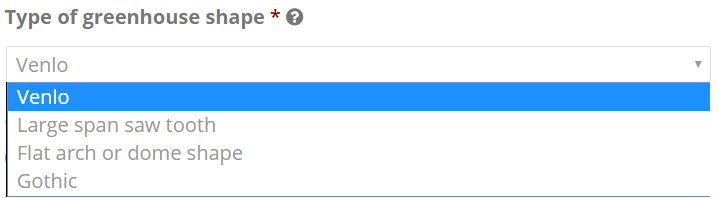 Type of greenhouse shape *
Venlo
Venlo
Large span saw tooth
Flat arch or dome shape
Gothic